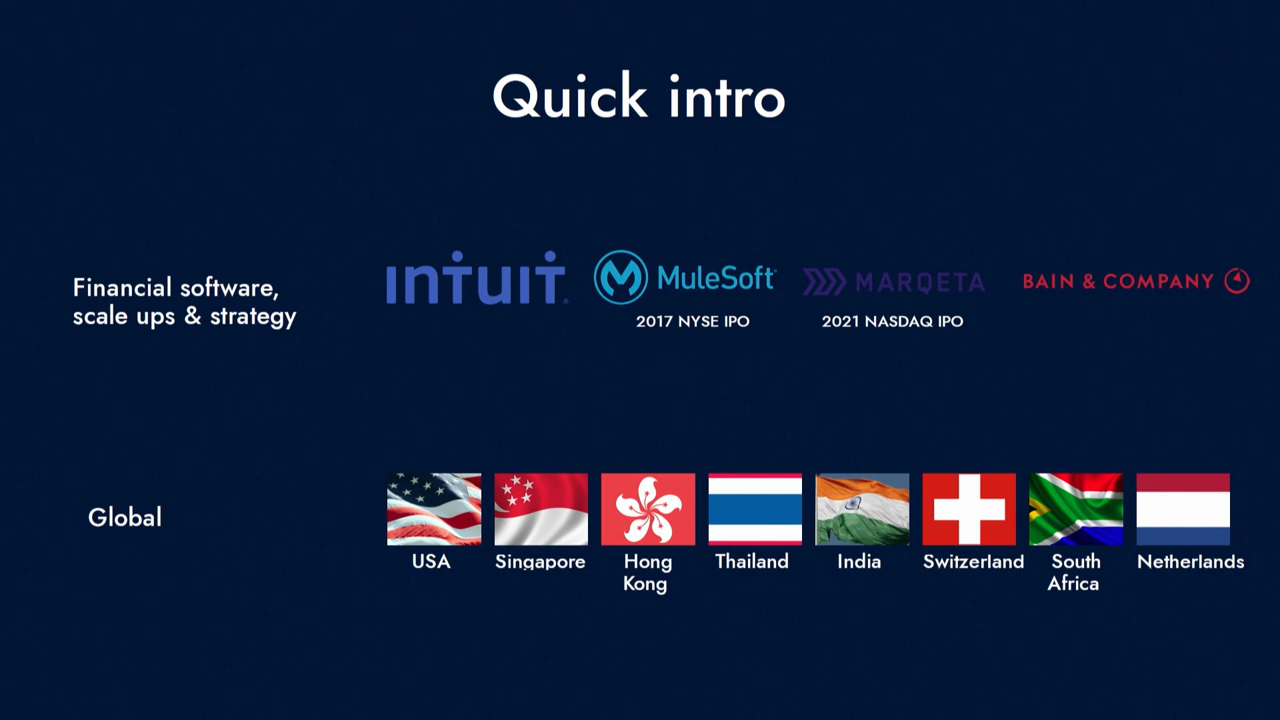 Quick intro
Financial software,
scale ups & strategy
INTUIT.
MuleSoft
2017 NYSE IPO
MARQETA
2021 NASDAQ IPO
BAIN & COMPANY
Global
USA
Singapore
Hong
Kong
Thailand
India
Switzerland
South
Africa
Netherlands